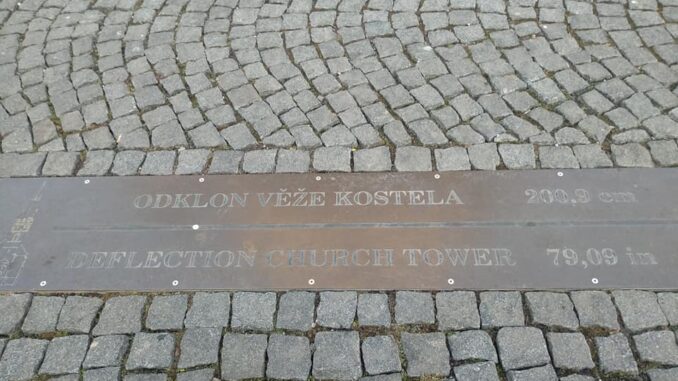 ODKLON VĚŽE KOSTELA 200.9 cm
DEFLECTION CHURCH TOWER 79,09 in